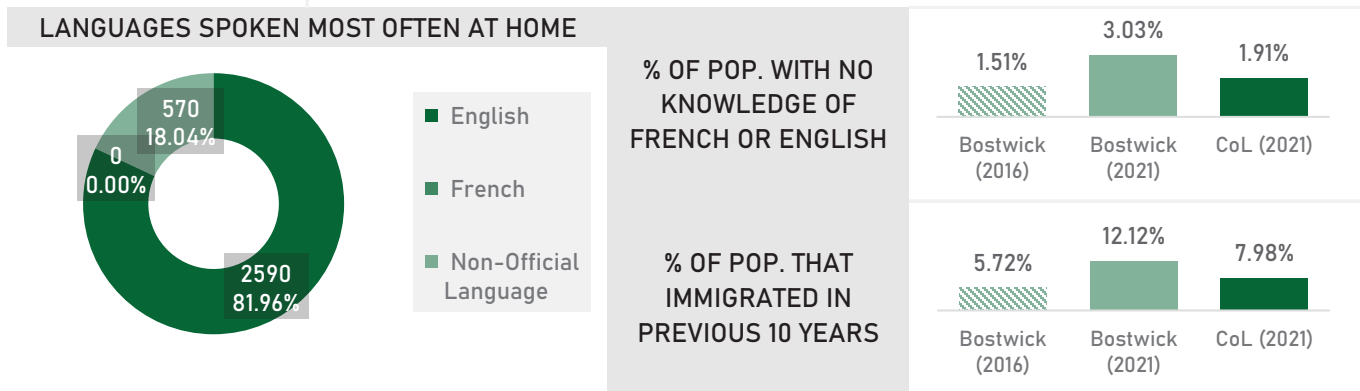 LANGUAGES SPOKEN MOST OFTEN AT HOME
570
18.04%
0
0.00%
2590
81.96%
English
French
Non-Official
Language
% OF POP. WITH NO
KNOWLEDGE OF
FRENCH OR ENGLISH
1.51%
3.03%
1.91%
Bostwick
(2016)
Bostwick
(2021)
CoL (2021)
% OF POP. THAT
IMMIGRATED IN
PREVIOUS 10 YEARS
5.72%
12.12%
7.98%
Bostwick
(2016)
Bostwick
(2021)
CoL (2021)